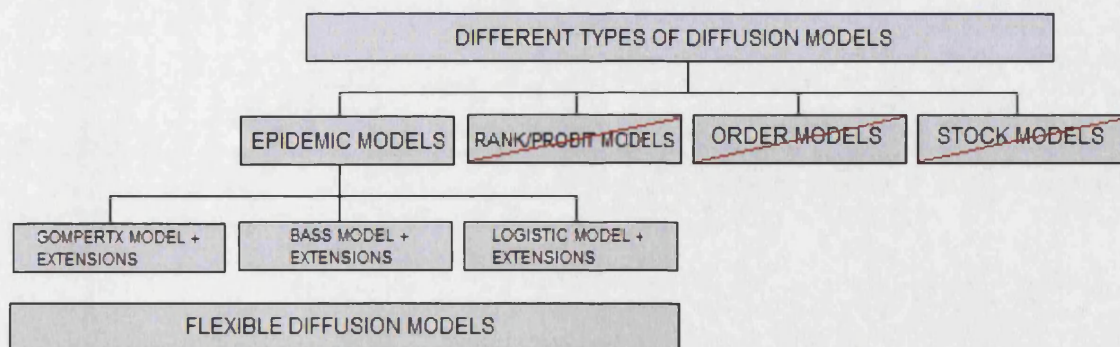 DIFFERENT TYPES OF DIFFUSION MODELS
EPIDEMIC MODELS
RANK/PROBIT MODELS
ORDER MODELS
STOCK MODELS
GOMPERTX MODEL +
EXTENSIONS
BASS MODEL +
EXTENSIONS
LOGISTIC MODEL +
EXTENSIONS
FLEXIBLE DIFFUSION MODELS